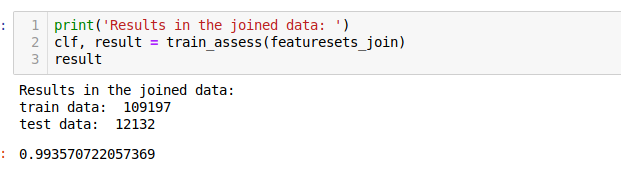 :
1 print('Results in the joined data: ')
2 clf, result = train_assess(featuresets_join)
3 result
Results in the joined data:
train data:  109197
test data:  12132
: 0.993570722057369